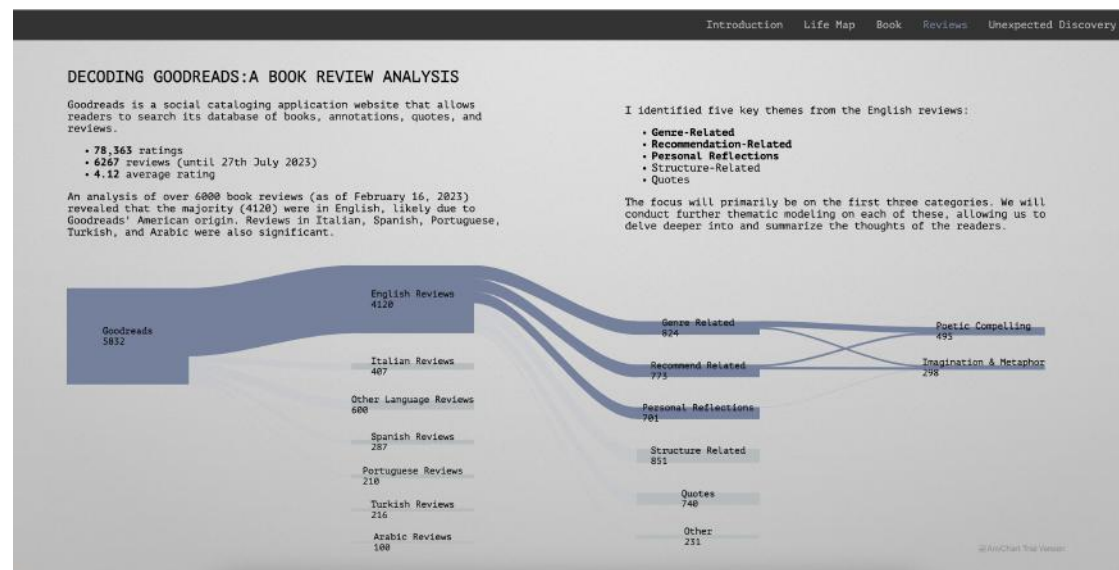 Introduction Life Map Book Reviews Unexpected Discovery
DECODING GOODREADS:A BOOK REVIEW ANALYSIS
Goodreads is a social cataloging application website that allows
readers to search its database of books, annotations, quotes, and
reviews.
• 78,363 ratings
• 6267 reviews (until 27th July 2023)
• 4.12 average rating
An analysis of over 6000 book reviews (as of February 16, 2023)
revealed that the majority (4120) were in English, likely due to
Goodreads' American origin. Reviews in Italian, Spanish, Portuguese,
Turkish, and Arabic were also significant.
I identified five key themes from the English reviews:
• Genre-Related
• Recommendation-Related
• Personal Reflections
• Structure-Related
• Quotes
The focus will primarily be on the first three categories. We will
conduct further thematic modeling on each of these, allowing us to
delve deeper into and summarize the thoughts of the readers.
Goodreads
5832
English Reviews
4120
Italian Reviews
407
Other Language Reviews
600
Spanish Reviews
287
Portuguese Reviews
210
Turkish Reviews
216
Arabic Reviews
100
Genre Related
824
Recommend Related
773
Personal Reflections
701
Structure Related
851
Quotes
740
Other
231
Poetic Compelling
495
Imagination & Metaphor
298
AnyChart Trial Version